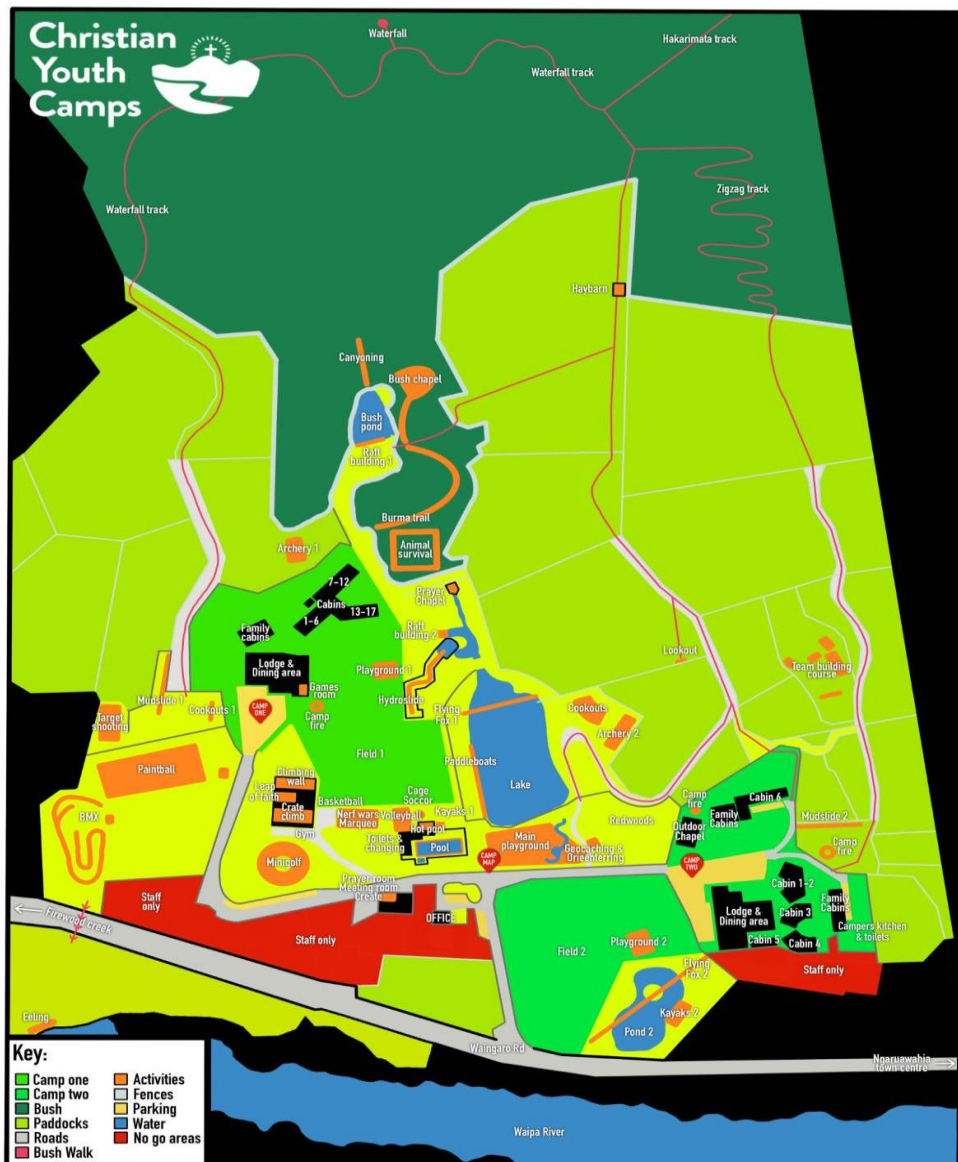 Christian
Youth
Camps
Waterfall
Hakarimata track
Waterfall track
Zigzag track
Waterfall track
Haybarn
Canyoning
Bush chapel
Bush
pond
Raft
building 1
Burma trail
Animal
survival
Archery 1
7-12
Cabins
13-17
1-6
Family
cabins
Prayer
Chapel
Raft
building 2
Lookout
Lodge &
Dining area
Playground 1
Team building
course
Games
room
Hydroslide
Mudslide 1
Cookouts 1
CAMP
ONE
Camp
fire
Flying
Fox 1
Cookouts
Target
shooting
Archery 2
Field 1
Paddleboats
Lake
Paintball
Climbing
wall
Leap
of faith
Crate
climb
Basketball
Cage
Soccor
Nerf wars
Marquee
Volleyball
Kayaks 1
Gym
Toilets &
changing
Hot pool
Pool
Main
playground
Redwoods
Geocaching &
Orienterring
Camp
fire
Family
Cabins
Cabin 6
Outdoor
Chapel
Mudslide 2
Camp
fire
BMX
Minigolf
CAMP
MAP
CAMP
TWO
Prayer room
Meeting room
Create
OFFICE
Cabin 1-2
Lodge &
Dining area
Cabin 3
Family
Cabins
Cabin 5
Cabin 4
Campers kitchen
& toilets
Staff
only
Firewood creek
Staff only
Field 2
Playground 2
Staff only
Flying
Fox 2
Kayaks 2
Pond 2
Eeling
Waingaro Rd
Ngaruawahia
town centre
Key:
Camp one
Camp two
Bush
Paddocks
Roads
Bush Walk
Activities
Fences
Parking
Water
No go areas
Waipa River